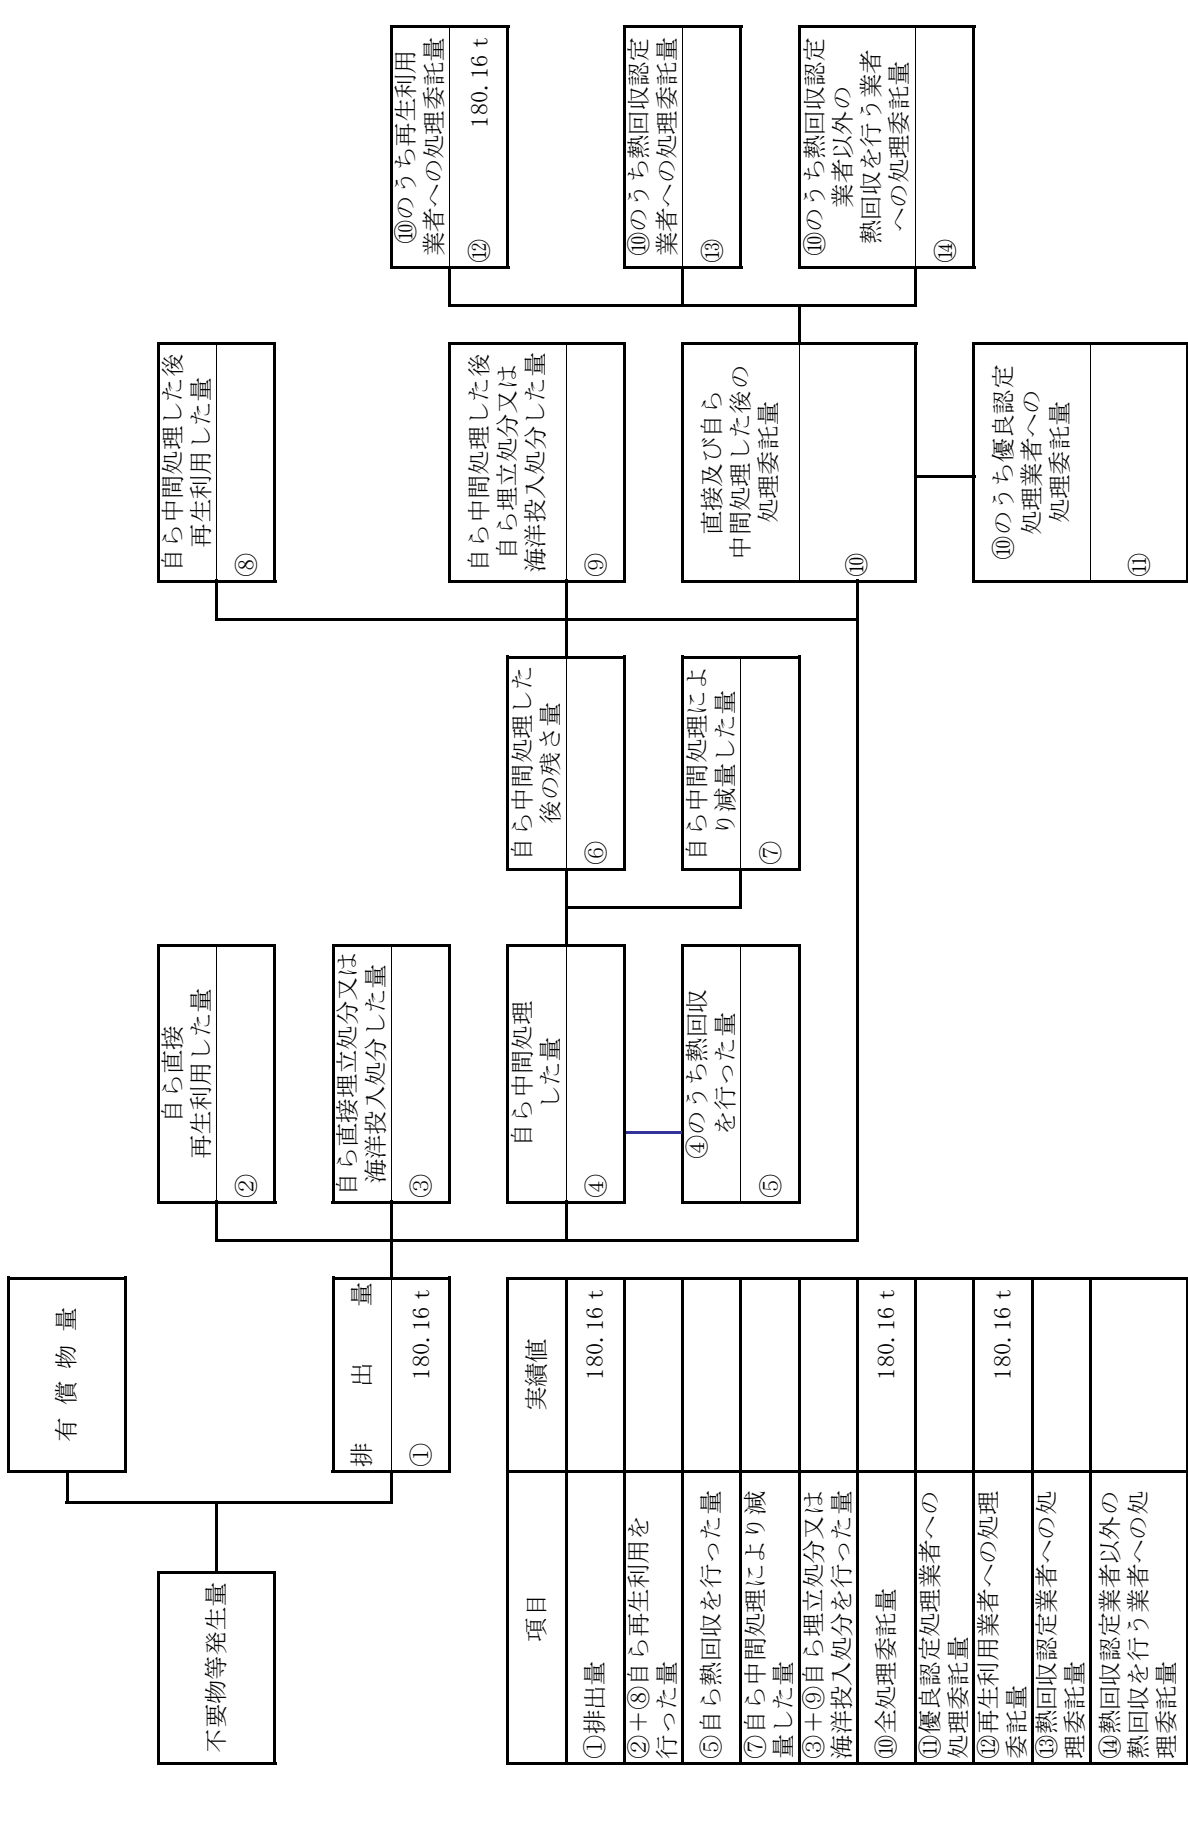 有 償 物 量
不要物等発生量
排 出 量
① 180.16 t
自ら直接
再生利用した量
②
自ら直接埋立処分又は
海洋投入処分した量
③
自ら中間処理
した量
④
④のうち熱回収
を行った量
⑤
自ら中間処理した
後の残さ量
⑥
自ら中間処理によ
り減量した量
⑦
自ら中間処理した後
再生利用した量
⑧
自ら中間処理した後
自ら埋立処分又は
海洋投入処分した量
⑨
直接及び自ら
中間処理した後の
処理委託量
⑩
⑩のうち優良認定
処理業者への
処理委託量
⑪
⑩のうち再生利用
業者への処理委託量
⑫ 180.16 t
⑩のうち熱回収認定
業者への処理委託量
⑬
⑩のうち熱回収認定
業者以外の
熱回収を行う業者
への処理委託量
⑭
項目 実績値
①排出量 180.16 t
②+⑧自ら再生利用を
行った量
⑤自ら熱回収を行った量
⑦自ら中間処理により減
量した量
③+⑨自ら埋立処分又は
海洋投入処分を行った量
⑩全処理委託量 180.16 t
⑪優良認定処理業者への
処理委託量
⑫再生利用業者への処理
委託量 180.16 t
⑬熱回収認定業者への処
理委託量
⑭熱回収認定業者以外の
熱回収を行う業者への処
理委託量